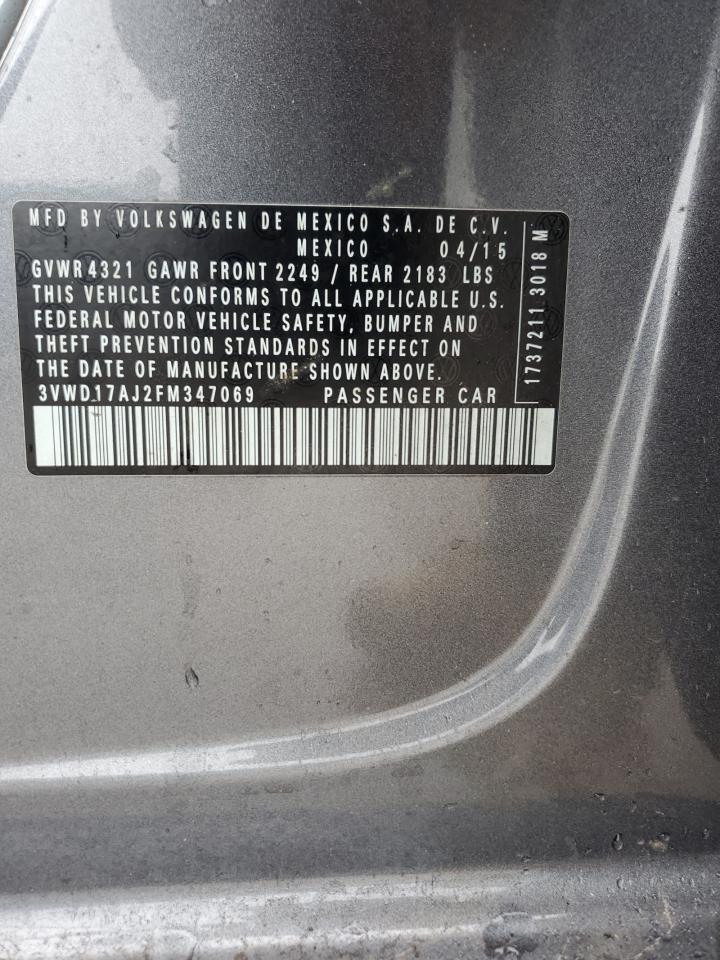 MFD BY VOLKSWAGEN DE MEXICO S.A. DE C.V.
MEXICO 04/15
GVWR 4321 GAWR FRONT 2249 / REAR 2183 LBS
THIS VEHICLE CONFORMS TO ALL APPLICABLE U.S.
FEDERAL MOTOR VEHICLE SAFETY, BUMPER AND
THEFT PREVENTION STANDARDS IN EFFECT ON
THE DATE OF MANUFACTURE SHOWN ABOVE.
3VWD17AJ2FM347069 PASSENGER CAR
1737211 3018 M